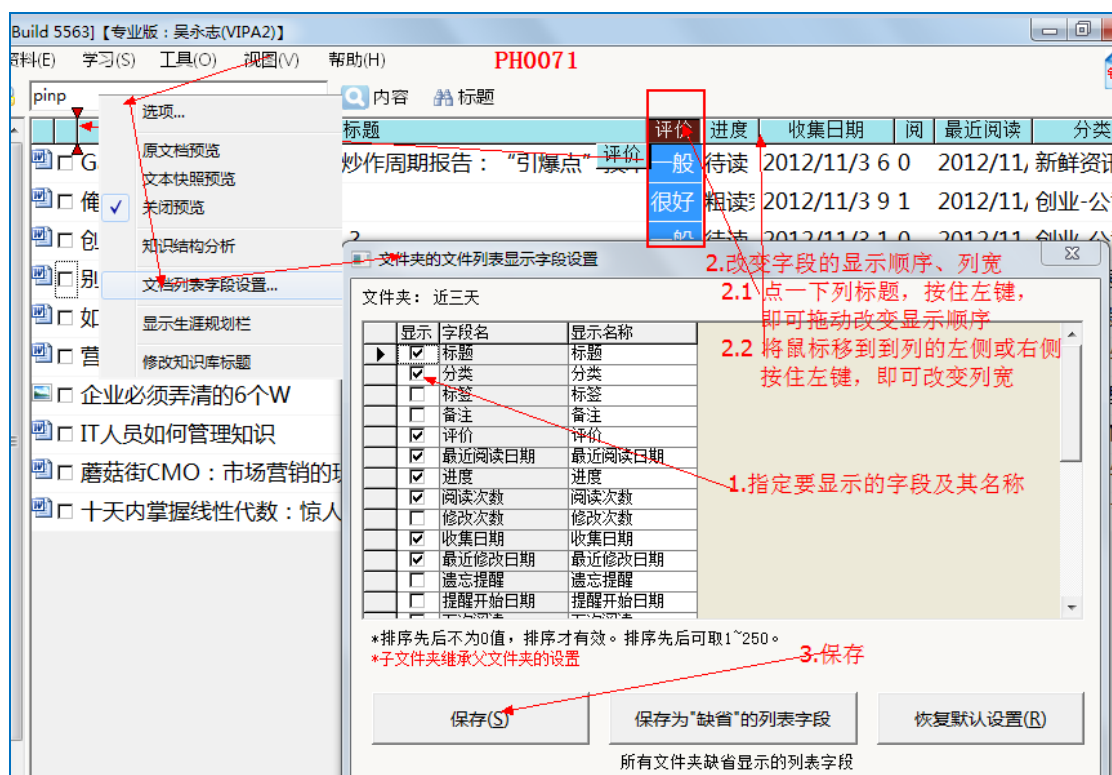 Build 5563]【专业版：吴永志(VIPA2)】
资料(E) 学习(S) 工具(O) 视图(V) 帮助(H) PH0071
pinp 内容 标题
标题 评价 进度 收集日期 阅 最近阅读 分类
G 炒作周期报告：“引爆点” 评价 一般 待读 2012/11/3 6 0 2012/11/ 新鲜资讯
俺 很好 粗读 2012/11/3 9 1 2012/11/ 创业-公
创 ? 一般 待读 2012/11/3 1 0 2012/11 创业-公
别
如
营
企业必须弄清的6个W
IT人员如何管理知识
蘑菇街CMO：市场营销的
十天内掌握线性代数：惊人
选项...
原文档预览
文本快照预览
关闭预览
知识结构分析
文档列表字段设置...
显示生涯规划栏
修改知识库标题
文件夹的文件列表显示字段设置
文件夹： 近三天
显示 字段名 显示名称
标题 标题
分类 分类
标签 标签
备注 备注
评价 评价
最近阅读日期 最近阅读日期
进度 进度
阅读次数 阅读次数
修改次数 修改次数
收集日期 收集日期
最近修改日期 最近修改日期
遗忘提醒 遗忘提醒
提醒开始日期 提醒开始日期
2.改变字段的显示顺序、列宽
2.1 点一下列标题，按住左键，
即可拖动改变显示顺序
2.2 将鼠标移到到列的左侧或右侧
按住左键，即可改变列宽
1.指定要显示的字段及其名称
*排序先后不为0值，排序才有效。排序先后可取1~250。
*子文件夹继承父文件夹的设置
3.保存
保存(S) 保存为"缺省"的列表字段 恢复默认设置(R)
所有文件夹缺省显示的列表字段